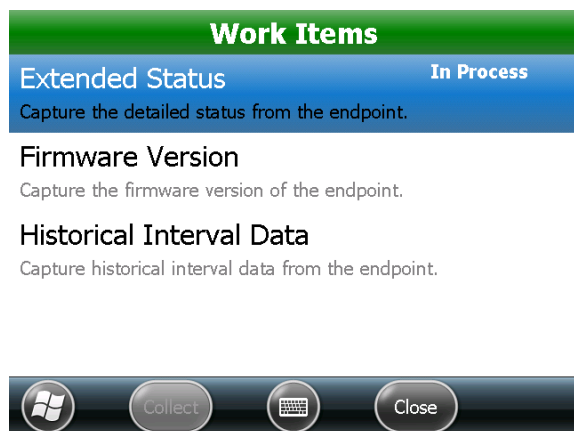 Work Items
Extended Status
In Process
Capture the detailed status from the endpoint.
Firmware Version
Capture the firmware version of the endpoint.
Historical Interval Data
Capture historical interval data from the endpoint.
Collect
Close